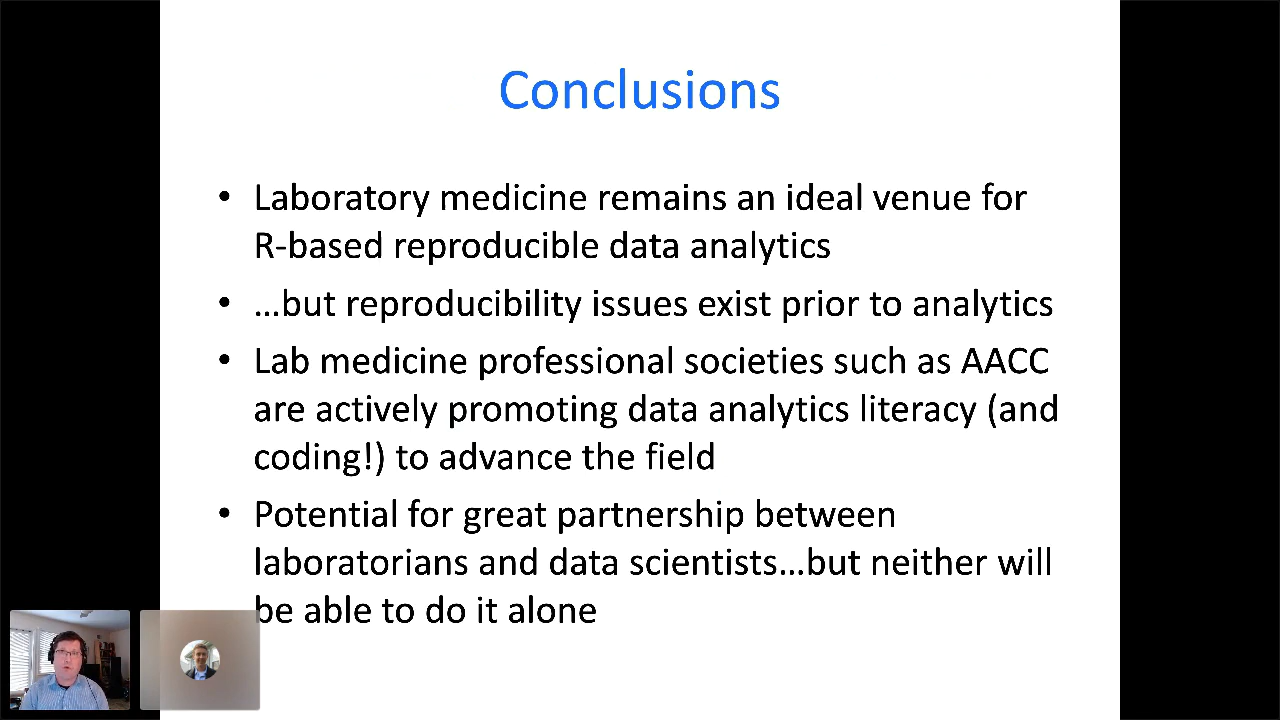 Conclusions
• Laboratory medicine remains an ideal venue for
R-based reproducible data analytics
• ...but reproducibility issues exist prior to analytics
• Lab medicine professional societies such as AACC
are actively promoting data analytics literacy (and
coding!) to advance the field
• Potential for great partnership between
laboratorians and data scientists...but neither will
be able to do it alone